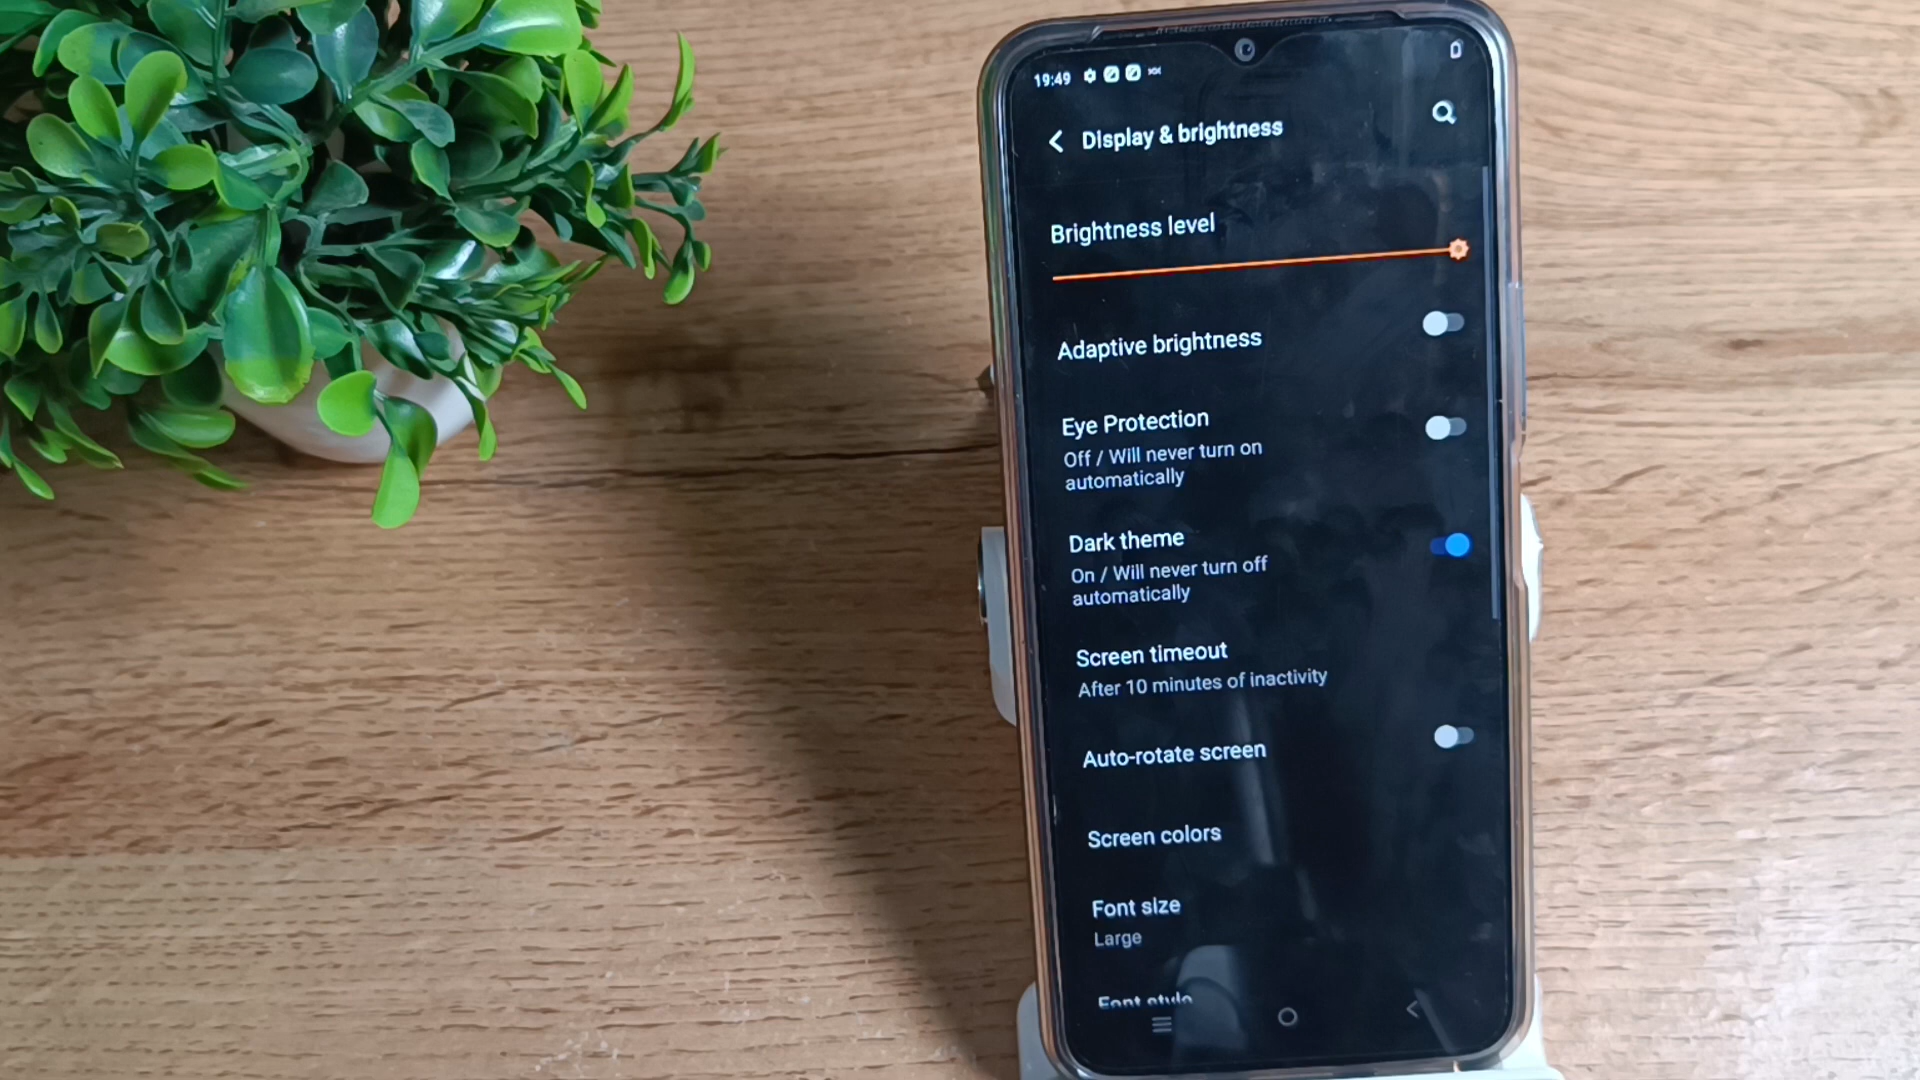 19:49
Display & brightness
Brightness level
Adaptive brightness
Eye Protection
Off / Will never turn on
automatically
Dark theme
On / Will never turn off
automatically
Screen timeout
After 10 minutes of inactivity
Auto-rotate screen
Screen colors
Font size
Large
Font style